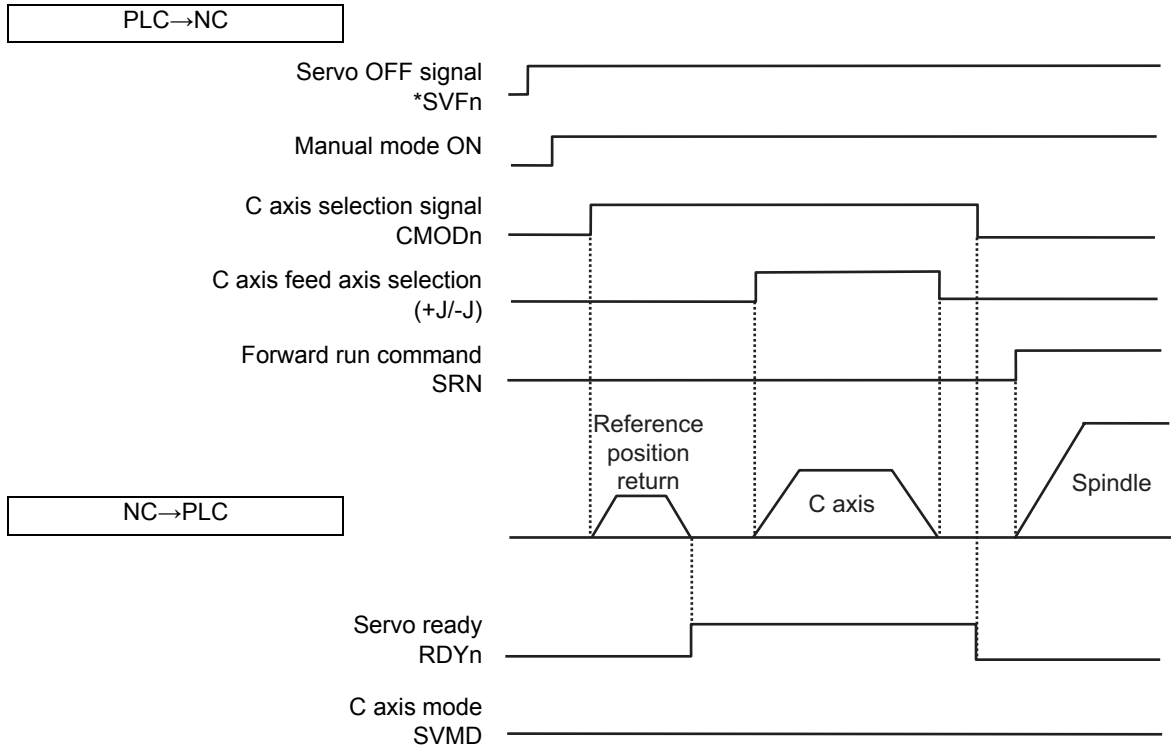 PLC→NC
Servo OFF signal
*SVFn
Manual mode ON
C axis selection signal
CMODn
C axis feed axis selection
(+J/-J)
Forward run command
SRN
Reference
position
return
C axis
Spindle
NC→PLC
Servo ready
RDYn
C axis mode
SVMD